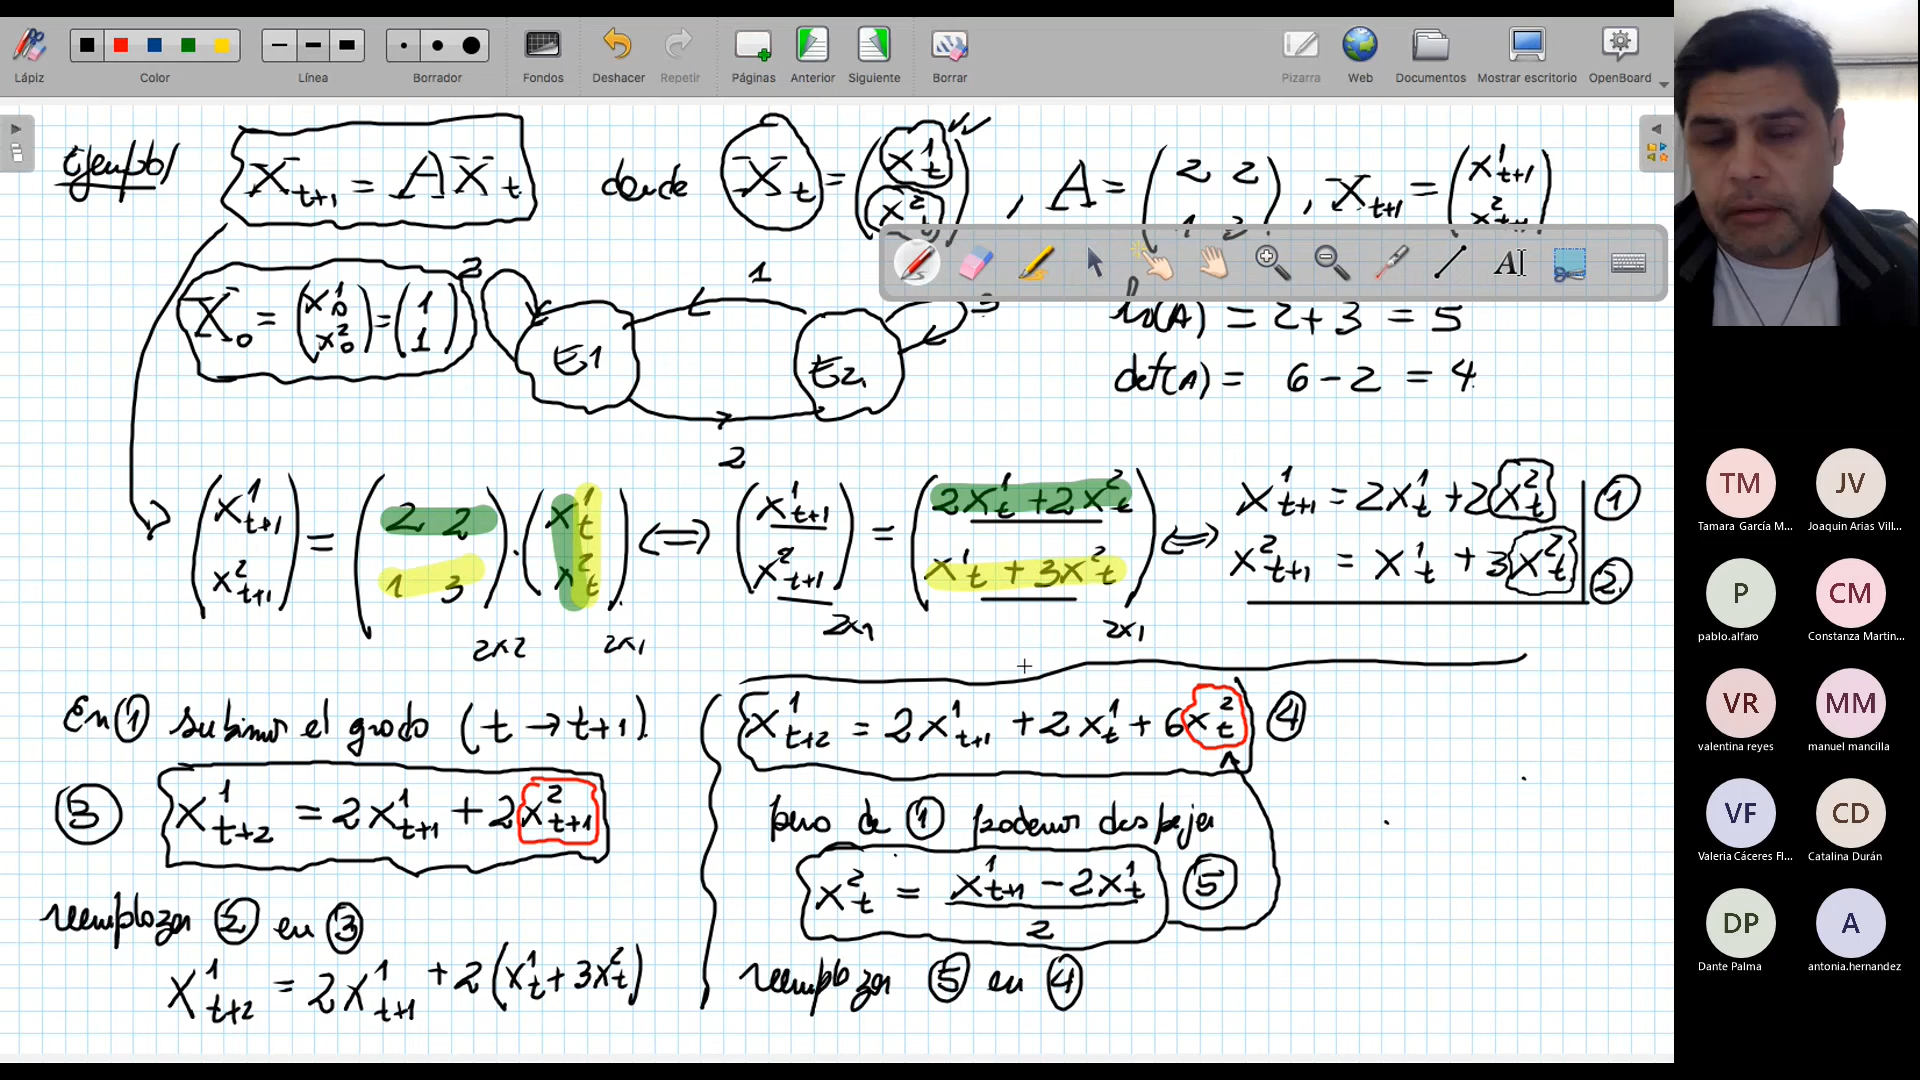 Lápiz Color Línea Borrador Fondos Deshacer Repetir Páginas Anterior Siguiente Borrar Pizarra Web Documentos Mostrar escritorio OpenBoard
Ejemplo/ X_{t+1} = A X_t donde X_t = (x^1_t x^2_t), A = (2 2 1 3), X_{t+1} = (x^1_{t+1} x^2_{t+1})
X_0 = (x^1_0 x^2_0) = (1 1)
2 E1 1 E2 3 2
tr(A) = 2+3 = 5
det(A) = 6-2 = 4
(x^1_{t+1} x^2_{t+1}) = (2 2 1 3)_{2x2} · (x^1_t x^2_t)_{2x1} <=> (x^1_{t+1} x^2_{t+1})_{2x1} = (2x^1_t + 2x^2_t x^1_t + 3x^2_t)_{2x1} <=>
x^1_{t+1} = 2x^1_t + 2x^2_t ①
x^2_{t+1} = x^1_t + 3x^2_t ②
En ① subimos el grado (t → t+1)
③ x^1_{t+2} = 2x^1_{t+1} + 2x^2_{t+1}
reemplazar ② en ③
x^1_{t+2} = 2x^1_{t+1} + 2(x^1_t + 3x^2_t)
x^1_{t+2} = 2x^1_{t+1} + 2x^1_t + 6x^2_t ④
pero de ① podemos despejar
x^2_t = (x^1_{t+1} - 2x^1_t) / 2 ⑤
reemplazar ⑤ en ④
TM JV
Tamara García M... Joaquin Arias Vill...
P CM
pablo.alfaro Constanza Martin...
VR MM
valentina reyes manuel mancilla
VF CD
Valeria Cáceres Fl... Catalina Durán
DP A
Dante Palma antonia.hernandez